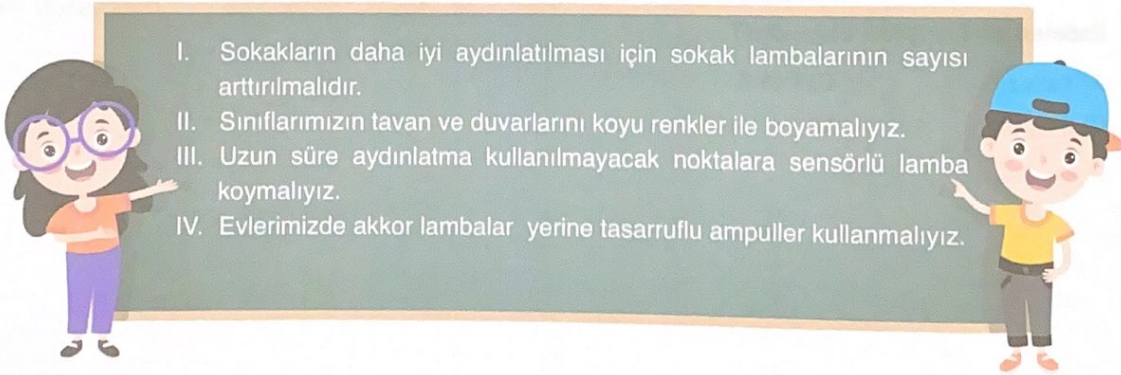 I. Sokakların daha iyi aydınlatılması için sokak lambalarının sayısı
arttırılmalıdır.
II. Sınıflarımızın tavan ve duvarlarını koyu renkler ile boyamalıyız.
III. Uzun süre aydınlatma kullanılmayacak noktalara sensörlü lamba
koymalıyız.
IV. Evlerimizde akkor lambalar yerine tasarruflu ampuller kullanmalıyız.